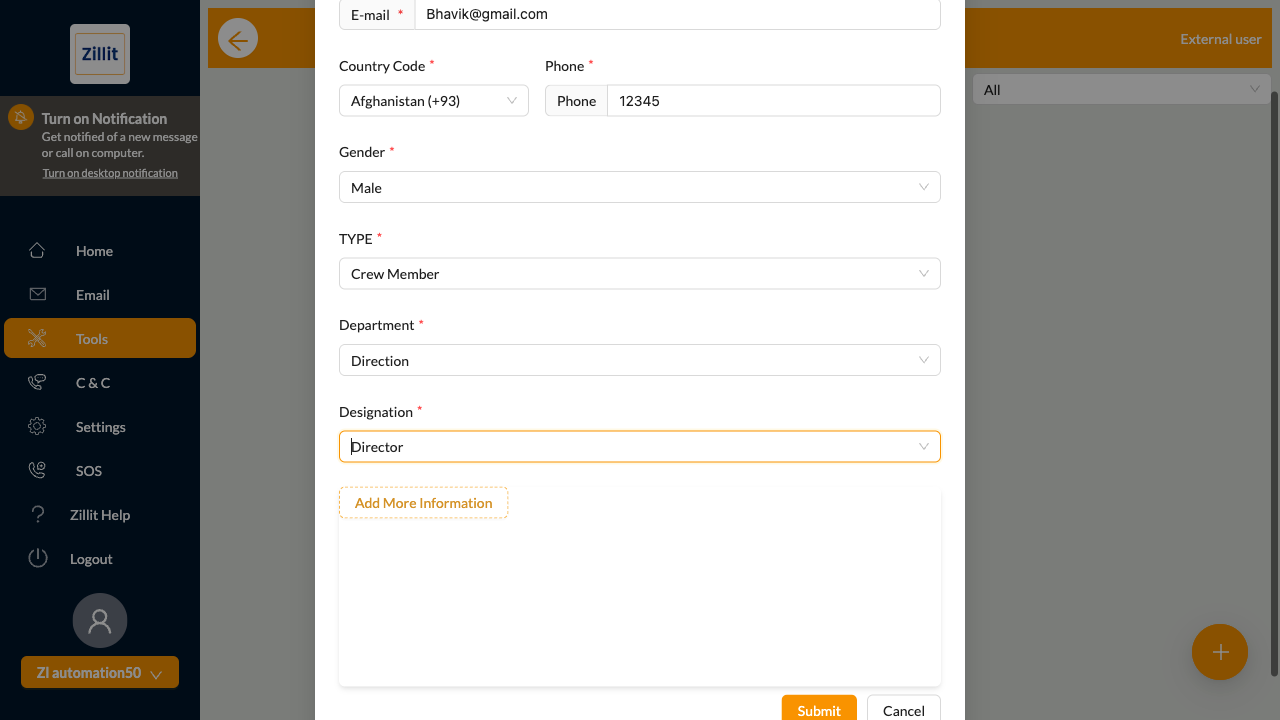 Zillit
Turn on Notification
Get notified of a new message
or call on computer.
Turn on desktop notification
Home
Email
Tools
C & C
Settings
SOS
Zillit Help
Logout
ZI automation50
External user
All
E-mail *
Bhavik@gmail.com
Country Code *
Phone *
Afghanistan (+93)
Phone
12345
Gender *
Male
TYPE *
Crew Member
Department *
Direction
Designation *
Director
Add More Information
Submit
Cancel